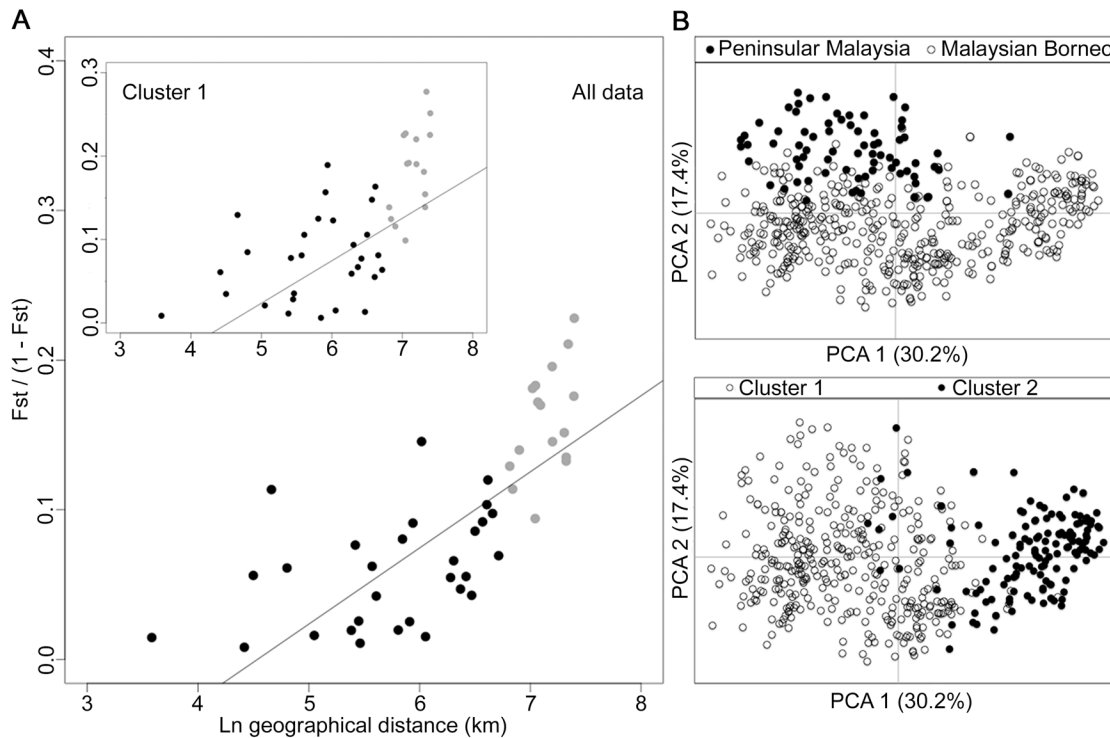 A
B
0.4
0.3
0.2
0.1
0.0
Fst / (1 - Fst)
All data
Cluster 1
0.3
0.2
0.1
0.0
3 4 5 6 7 8
3 4 5 6 7 8
Ln geographical distance (km)
Peninsular Malaysia Malaysian Borneo
PCA 2 (17.4%)
PCA 1 (30.2%)
Cluster 1 Cluster 2
PCA 2 (17.4%)
PCA 1 (30.2%)